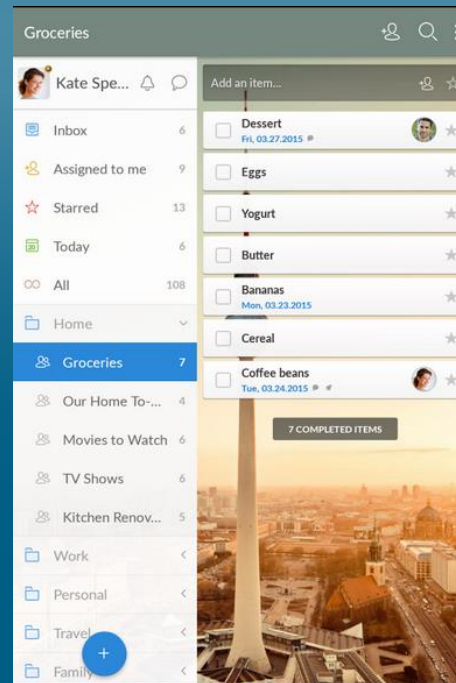 Groceries
Kate Spe...
Inbox 6
Assigned to me 9
Starred 13
20
Today 6
All 108
Home
Groceries 7
Our Home To-... 4
Movies to Watch 6
TV Shows 6
Kitchen Renov... 5
Work
Personal
Travel
Family
Add an item...
Dessert
Fri, 03.27.2015
Eggs
Yogurt
Butter
Bananas
Mon, 03.23.2015
Cereal
Coffee beans
Tue, 03.24.2015
7 COMPLETED ITEMS